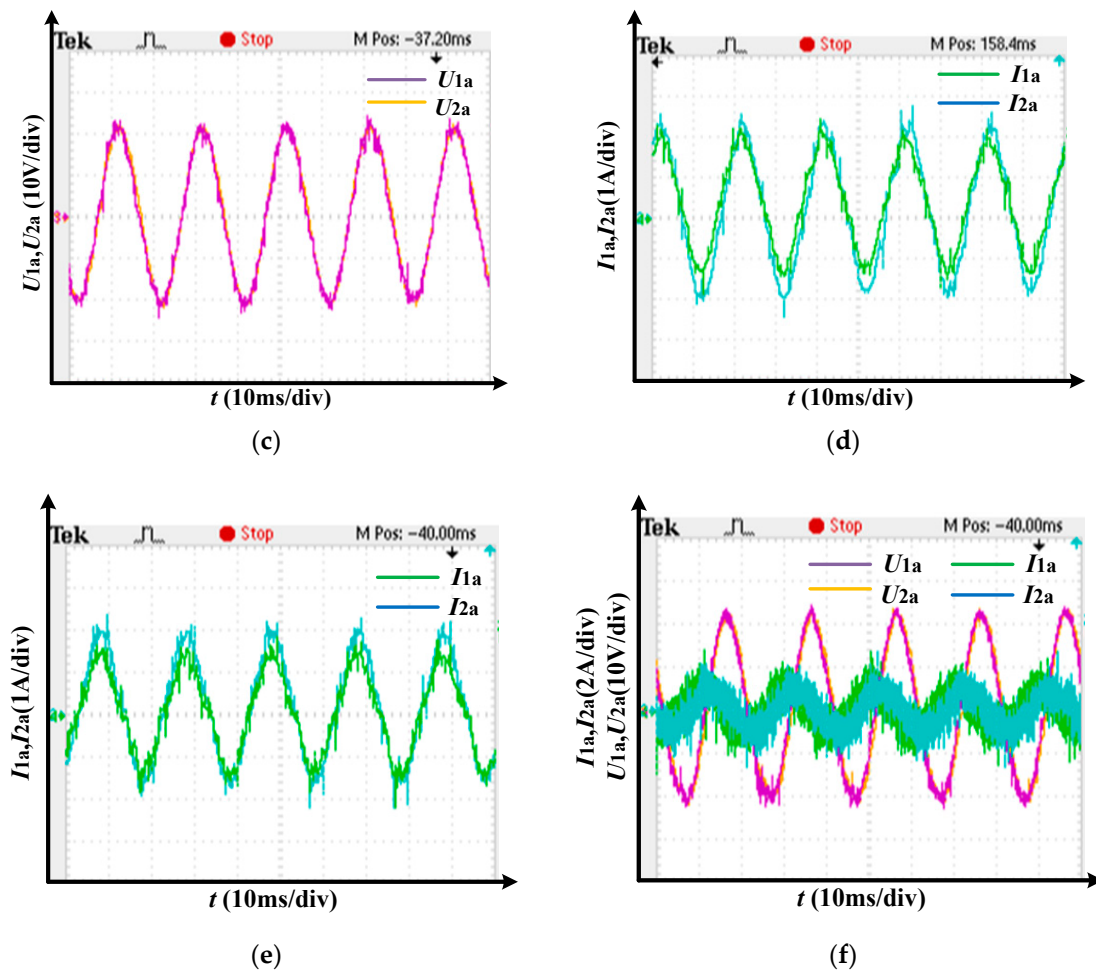 Tek Stop M Pos: -37.20ms
U1a
U2a
U1a,U2a (10V/div)
t (10ms/div)
(c)
Tek Stop M Pos: 158.4ms
I1a
I2a
I1a,I2a(1A/div)
t (10ms/div)
(d)
Tek Stop M Pos: -40.00ms
I1a
I2a
I1a,I2a(1A/div)
t (10ms/div)
(e)
Tek Stop M Pos: -40.00ms
U1a I1a
U2a I2a
I1a,I2a(2A/div)
U1a,U2a(10V/div)
t (10ms/div)
(f)